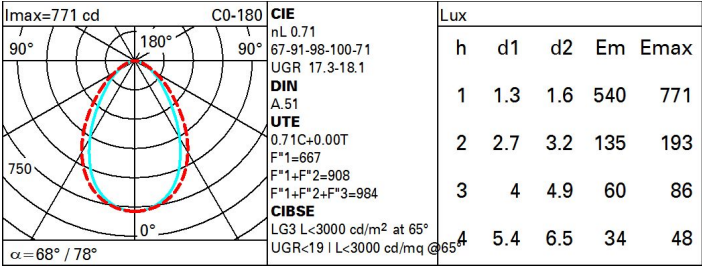 Imax=771 cd C0-180
90° 180° 90°
750
0°
α=68° / 78°
CIE
nL 0.71
67-91-98-100-71
UGR 17.3-18.1
DIN
A.51
UTE
0.71C+0.00T
F"1=667
F"1+F"2=908
F"1+F"2+F"3=984
CIBSE
LG3 L<3000 cd/m² at 65°
UGR<19 | L<3000 cd/mq @65°
Lux
h d1 d2 Em Emax
1 1.3 1.6 540 771
2 2.7 3.2 135 193
3 4 4.9 60 86
4 5.4 6.5 34 48